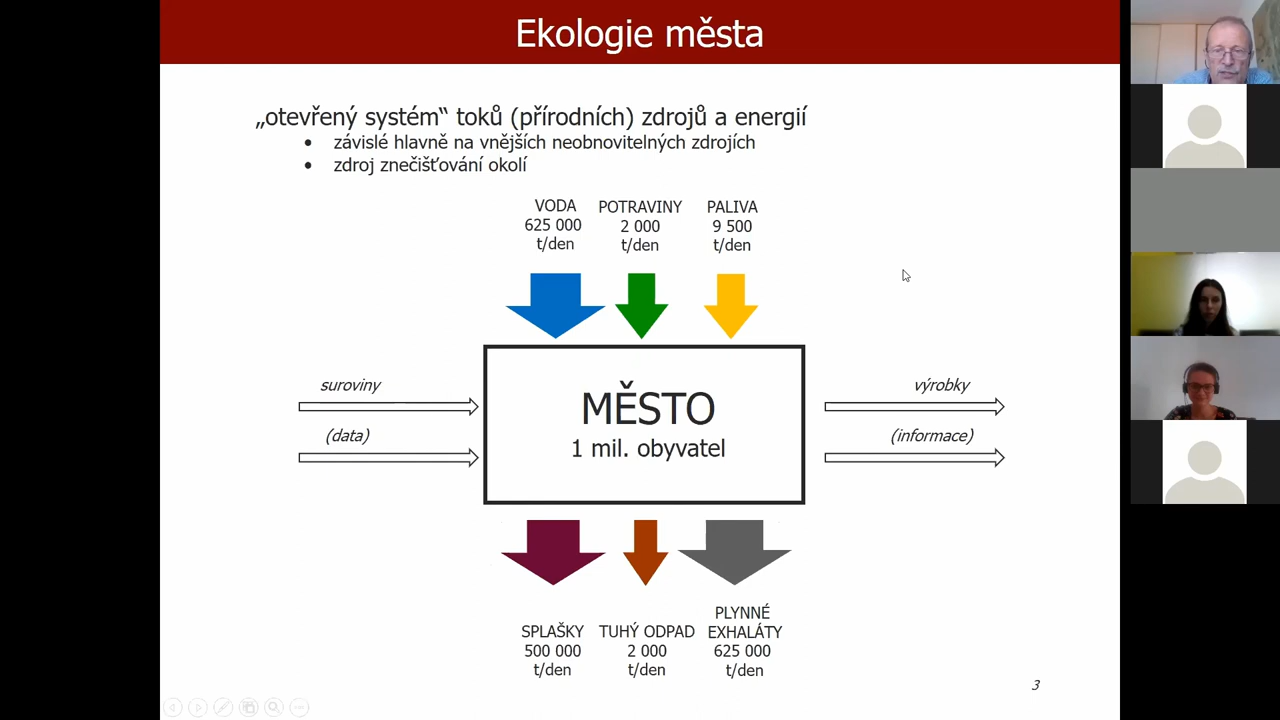 Ekologie města
„otevřený systém“ toků (přírodních) zdrojů a energií
• závislé hlavně na vnějších neobnovitelných zdrojích
• zdroj znečišťování okolí
VODA
625 000
t/den
POTRAVINY
2 000
t/den
PALIVA
9 500
t/den
suroviny
(data)
MĚSTO
1 mil. obyvatel
výrobky
(informace)
SPLAŠKY
500 000
t/den
TUHÝ ODPAD
2 000
t/den
PLYNNÉ
EXHALÁTY
625 000
t/den
3